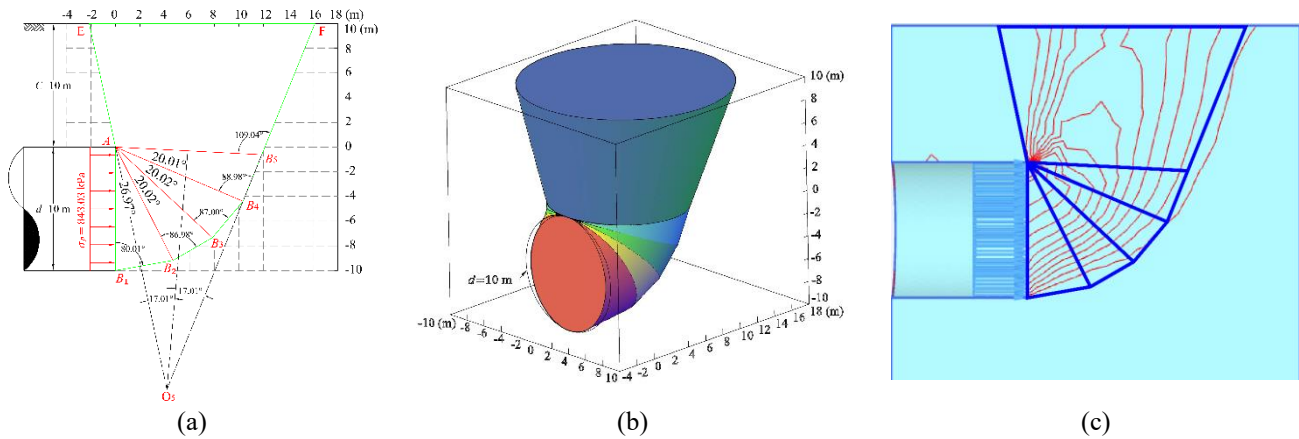 -4 -2 0 2 4 6 8 10 12 14 16 18 (m)
E
F
10 (m)
8
6
4
2
0
-2
-4
-6
-8
-10
C 10 m
d 10 m
A
109.04°
20.01°
20.02°
20.02°
26.97°
B5
58.98°
B4
87.00°
B3
86.98°
B2
80.01°
B1
17.01°
17.01°
O5
10 (m)
8
6
4
2
0
-2
-4
-6
-8
-10
d=10 m
-10 (m)
-8
-6
-4
-2
0
2
4
6
8
10
-4
-2
0
2
4
6
8
10
12
14
16
18 (m)
(a)
(b)
(c)